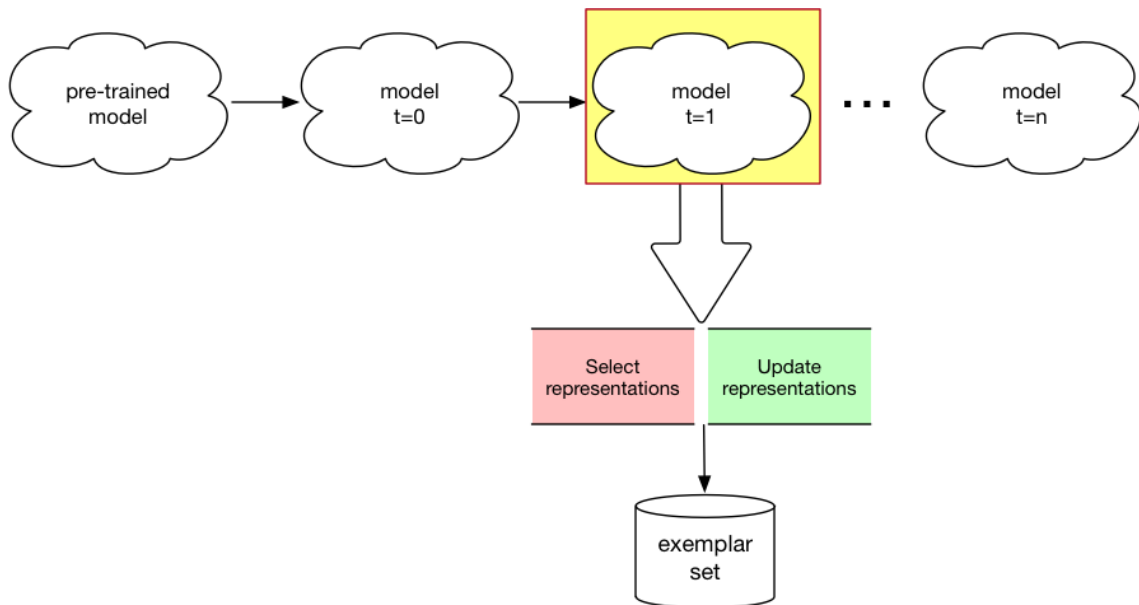 pre-trained
model
model
t=0
model
t=1
...
model
t=n
Select
representations
Update
representations
exemplar
set